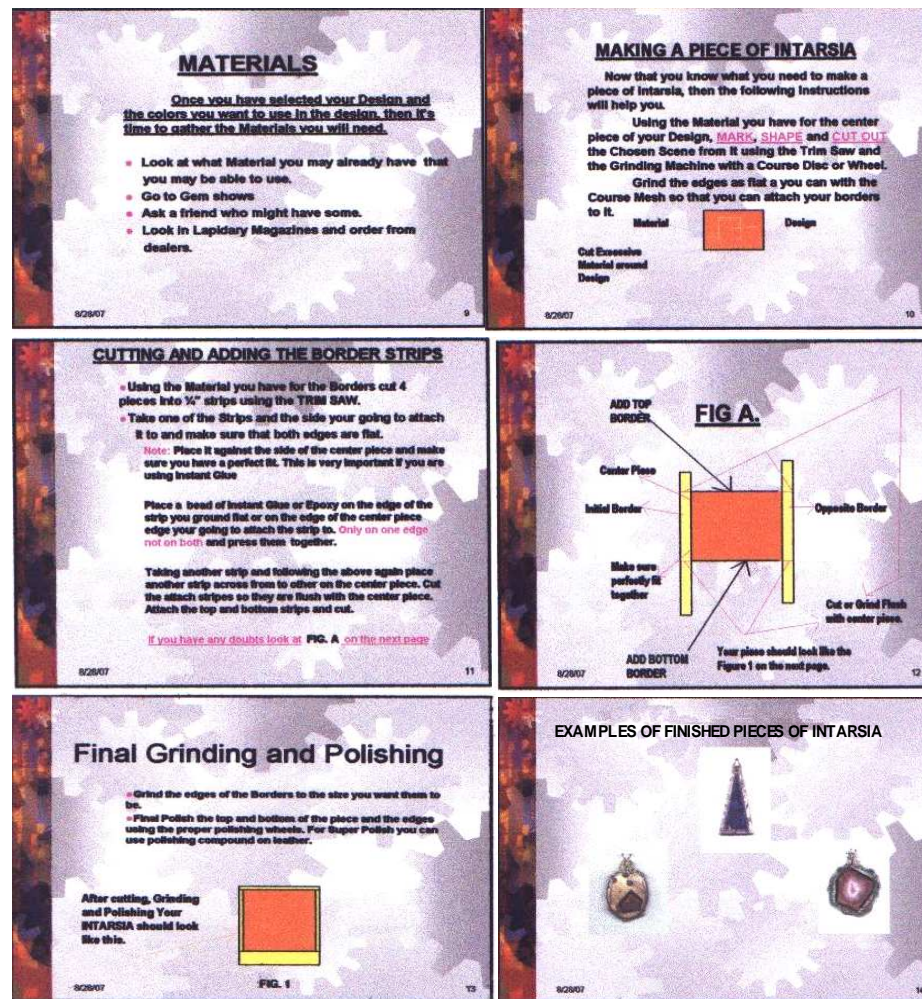 MATERIALS
Once you have selected your Design and
the colors you want to use in the design, then it's
time to gather the Materials you will need.
Look at what Material you may already have that
you may be able to use.
Go to Gem shows
Ask a friend who might have some.
Look in Lapidary Magazines and order from
dealers.
8/28/07
9
MAKING A PIECE OF INTARSIA
Now that you know what you need to make a
piece of Intarsia, then the following Instructions
will help you.
Using the Material you have for the center
piece of your Design, MARK, SHAPE and CUT OUT
the Chosen Scene from It using the Trim Saw and
the Grinding Machine with a Course Disc or Wheel.
Grind the edges as flat a you can with the
Course Mesh so that you can attach your borders
to it.
Material
Design
Cut Excessive
Material around
Design
8/28/07
10
CUTTING AND ADDING THE BORDER STRIPS
Using the Material you have for the Borders cut 4
pieces into ¼" strips using the TRIM SAW.
Take one of the Strips and the side your going to attach
it to and make sure that both edges are flat.
Note: Place it against the side of the center piece and make
sure you have a perfect fit. This is very important if you are
using Instant Glue
Place a bead of Instant Glue or Epoxy on the edge of the
strip you ground flat or on the edge of the center piece
edge your going to attach the strip to. Only on one edge
not on both and press them together.
Taking another strip and following the above again place
another strip across from to other on the center piece. Cut
the attach stripes so they are flush with the center piece.
Attach the top and bottom strips and cut.
If you have any doubts look at FIG. A on the next page
8/28/07
11
ADD TOP
BORDER
FIG A.
Center Piece
Initial Border
Opposite Border
Make sure
perfectly fit
together
Cut or Grind Flush
with center piece.
ADD BOTTOM
BORDER
Your piece should look like the
Figure 1 on the next page.
8/28/07
12
Final Grinding and Polishing
Grind the edges of the Borders to the size you want them to
be.
Final Polish the top and bottom of the piece and the edges
using the proper polishing wheels. For Super Polish you can
use polishing compound on leather.
After cutting, Grinding
and Polishing Your
INTARSIA should look
like this.
FIG. 1
8/28/07
13
EXAMPLES OF FINISHED PIECES OF INTARSIA
8/28/07